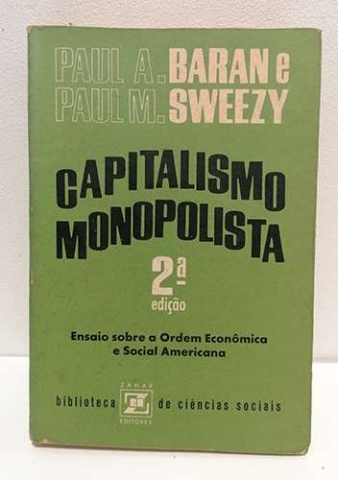 PAUL A. BARAN e
PAUL M. SWEEZY
CAPITALISMO
MONOPOLISTA
2ª
edição
Ensaio sobre a Ordem Econômica
e Social Americana
ZAHAR
EDITORES
biblioteca de ciências sociais